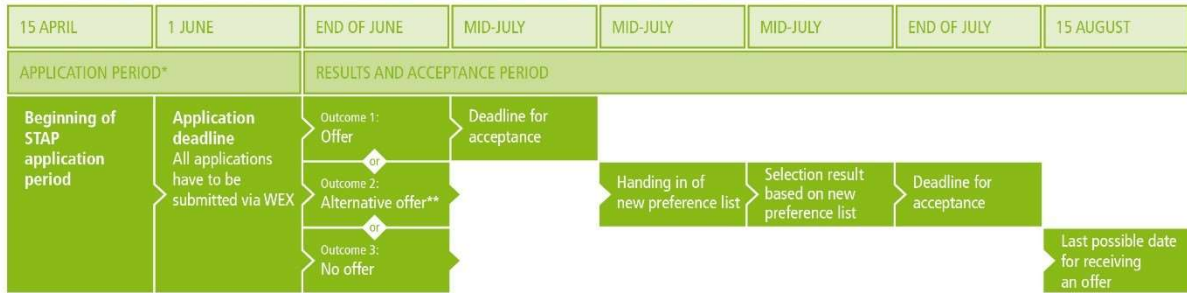 15 APRIL
1 JUNE
END OF JUNE
MID-JULY
MID-JULY
MID-JULY
END OF JULY
15 AUGUST
APPLICATION PERIOD*
RESULTS AND ACCEPTANCE PERIOD
Beginning of
STAP
application
period
Application
deadline
All applications
have to be
submitted via WEX
Outcome 1:
Offer
or
Outcome 2:
Alternative offer**
or
Outcome 3:
No offer
Deadline for
acceptance
Handing in of
new preference list
Selection result
based on new
preference list
Deadline for
acceptance
Last possible date
for receiving
an offer